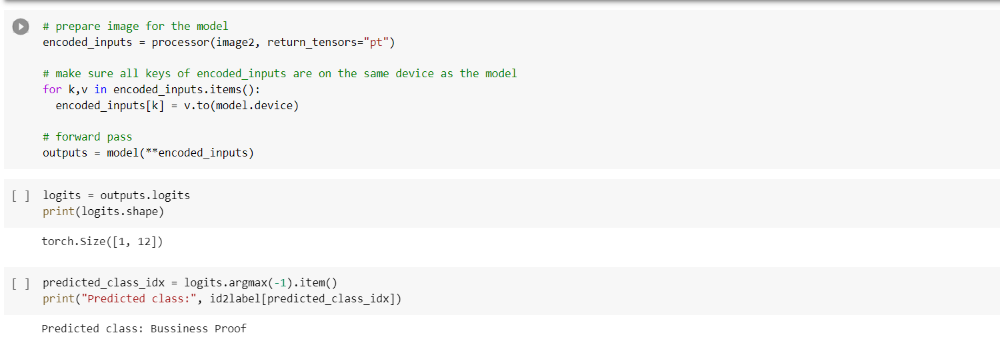 # prepare image for the model
encoded_inputs = processor(image2, return_tensors="pt")
# make sure all keys of encoded_inputs are on the same device as the model
for k,v in encoded_inputs.items():
  encoded_inputs[k] = v.to(model.device)
# forward pass
outputs = model(**encoded_inputs)
[ ] logits = outputs.logits
print(logits.shape)
torch.Size([1, 12])
[ ] predicted_class_idx = logits.argmax(-1).item()
print("Predicted class:", id2label[predicted_class_idx])
Predicted class: Bussiness Proof